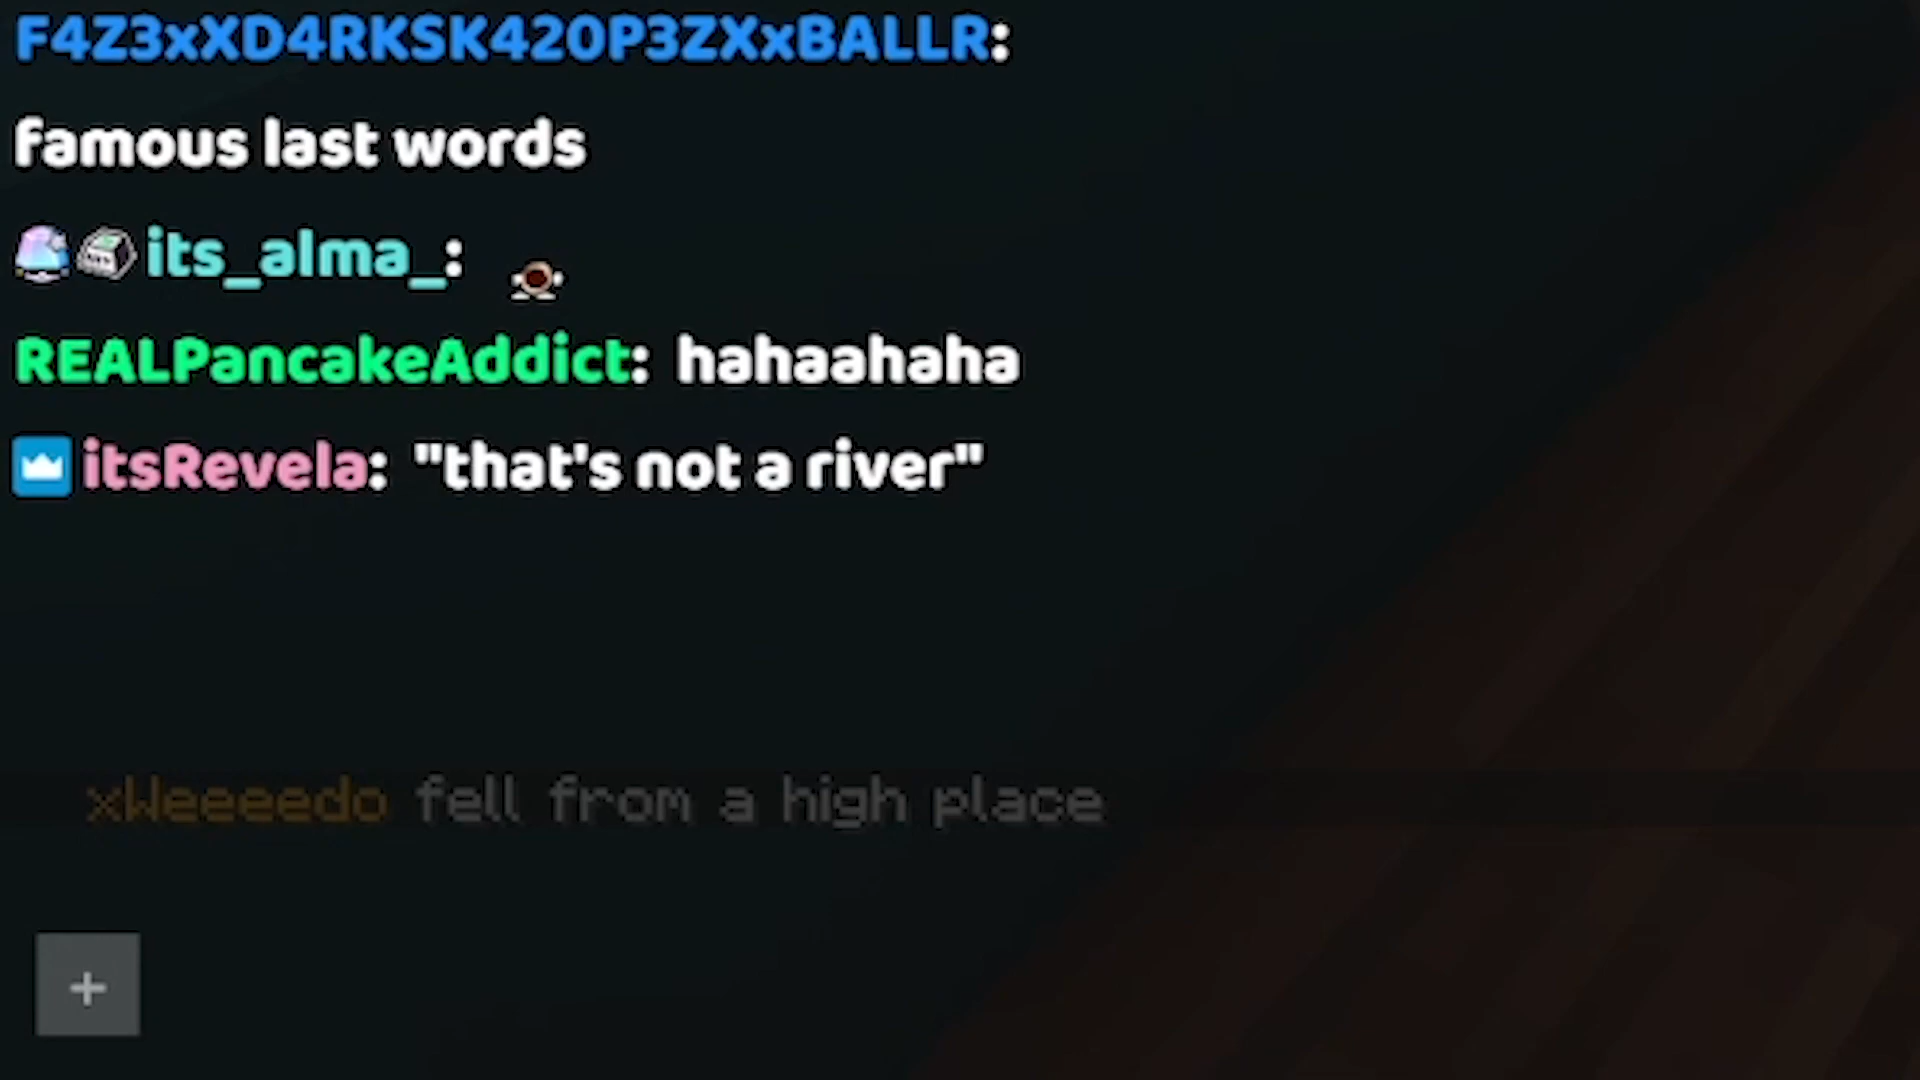 F4Z3xXD4RKSK420P3ZXxBALLR:
famous last words
its_alma_:
REALPancakeAddict: hahaahaha
itsRevela: "that's not a river"
xWeeeedo fell from a high place
+